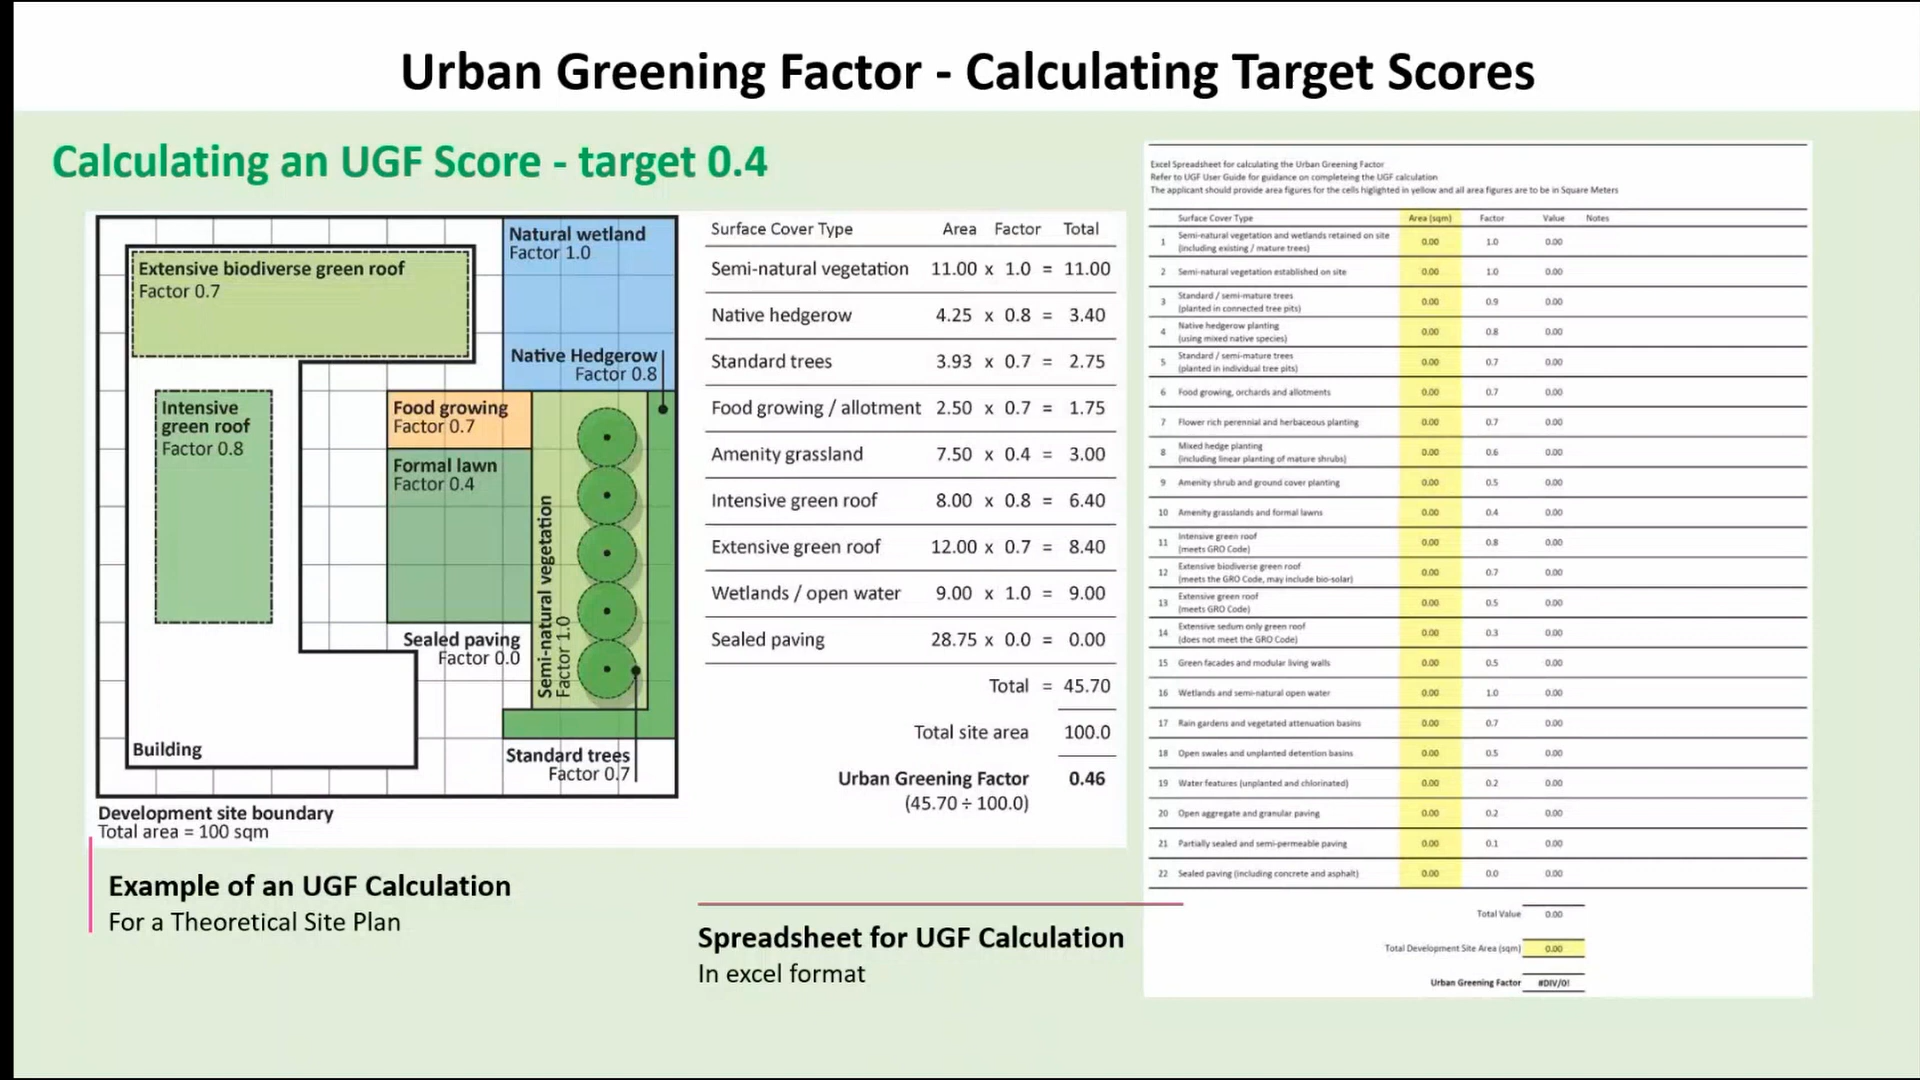 Urban Greening Factor - Calculating Target Scores
Calculating an UGF Score - target 0.4
Extensive biodiverse green roof
Factor 0.7
Natural wetland
Factor 1.0
Native Hedgerow
Factor 0.8
Intensive
green roof
Factor 0.8
Food growing
Factor 0.7
Formal lawn
Factor 0.4
Semi-natural vegetation
Factor 1.0
Sealed paving
Factor 0.0
Building
Standard trees
Factor 0.7
Development site boundary
Total area = 100 sqm
Surface Cover Type Area Factor Total
Semi-natural vegetation 11.00 x 1.0 = 11.00
Native hedgerow 4.25 x 0.8 = 3.40
Standard trees 3.93 x 0.7 = 2.75
Food growing / allotment 2.50 x 0.7 = 1.75
Amenity grassland 7.50 x 0.4 = 3.00
Intensive green roof 8.00 x 0.8 = 6.40
Extensive green roof 12.00 x 0.7 = 8.40
Wetlands / open water 9.00 x 1.0 = 9.00
Sealed paving 28.75 x 0.0 = 0.00
Total = 45.70
Total site area 100.0
Urban Greening Factor 0.46
(45.70 ÷ 100.0)
Example of an UGF Calculation
For a Theoretical Site Plan
Spreadsheet for UGF Calculation
In excel format
Excel Spreadsheet for calculating the Urban Greening Factor
Refer to UGF User Guide for guidance on completeing the UGF calculation
The applicant should provide area figures for the cells higlighted in yellow and all area figures are to be in Square Meters
Surface Cover Type Area (sqm) Factor Value Notes
1 Semi-natural vegetation and wetlands retained on site 0.00 1.0 0.00
(including existing / mature trees)
2 Semi-natural vegetation established on site 0.00 1.0 0.00
3 Standard / semi-mature trees 0.00 0.9 0.00
(planted in connected tree pits)
4 Native hedgerow planting 0.00 0.8 0.00
(using mixed native species)
5 Standard / semi-mature trees 0.00 0.7 0.00
(planted in individual tree pits)
6 Food growing, orchards and allotments 0.00 0.7 0.00
7 Flower rich perennial and herbaceous planting 0.00 0.7 0.00
8 Mixed hedge planting 0.00 0.6 0.00
(including linear planting of mature shrubs)
9 Amenity shrub and ground cover planting 0.00 0.5 0.00
10 Amenity grasslands and formal lawns 0.00 0.4 0.00
11 Intensive green roof 0.00 0.8 0.00
(meets GRO Code)
12 Extensive biodiverse green roof 0.00 0.7 0.00
(meets the GRO Code, may include bio-solar)
13 Extensive green roof 0.00 0.5 0.00
(meets GRO Code)
14 Extensive sedum only green roof 0.00 0.3 0.00
(does not meet the GRO Code)
15 Green facades and modular living walls 0.00 0.5 0.00
16 Wetlands and semi-natural open water 0.00 1.0 0.00
17 Rain gardens and vegetated attenuation basins 0.00 0.7 0.00
18 Open swales and unplanted detention basins 0.00 0.5 0.00
19 Water features (unplanted and chlorinated) 0.00 0.2 0.00
20 Open aggregate and granular paving 0.00 0.2 0.00
21 Partially sealed and semi-permeable paving 0.00 0.1 0.00
22 Sealed paving (including concrete and asphalt) 0.00 0.0 0.00
Total Value 0.00
Total Development Site Area (sqm) 0.00
Urban Greening Factor #DIV/0!